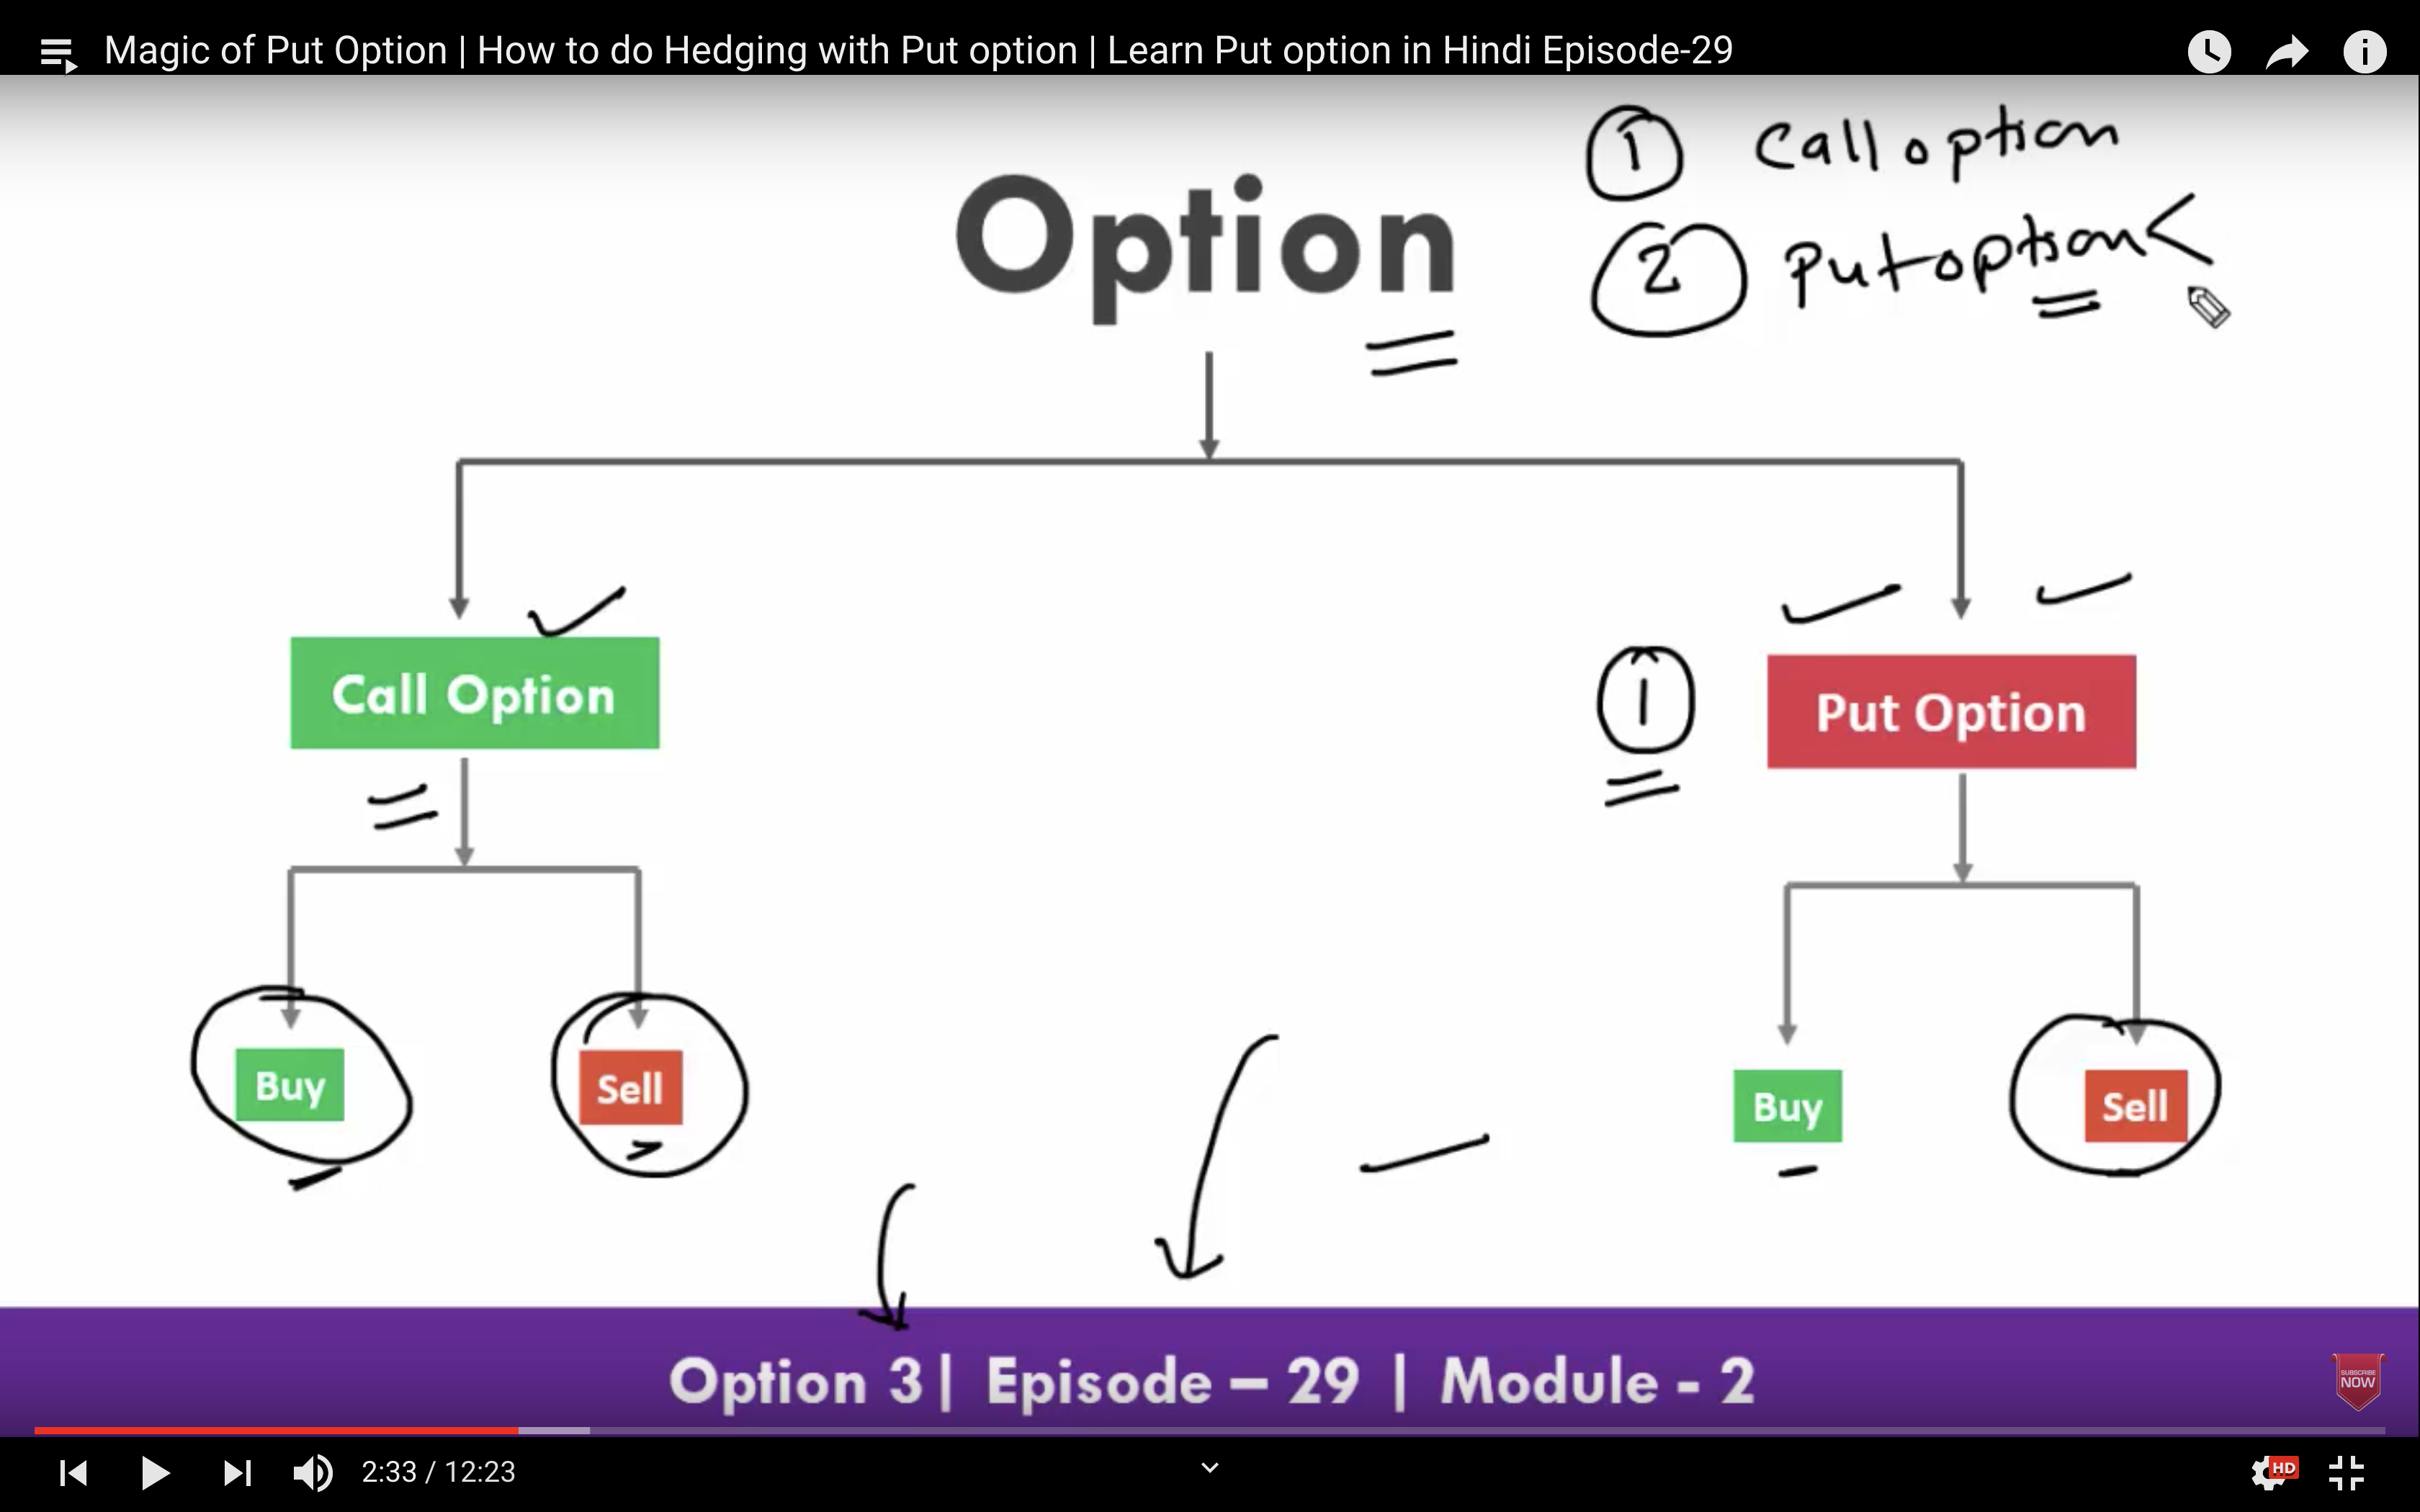 Magic of Put Option | How to do Hedging with Put option | Learn Put option in Hindi Episode-29
① Call option
Option
② Put option <
Call Option
① Put Option
Buy Sell
Buy Sell
Option 3 | Episode – 29 | Module - 2
SUBSCRIBE
NOW
2:33 / 12:23
HD